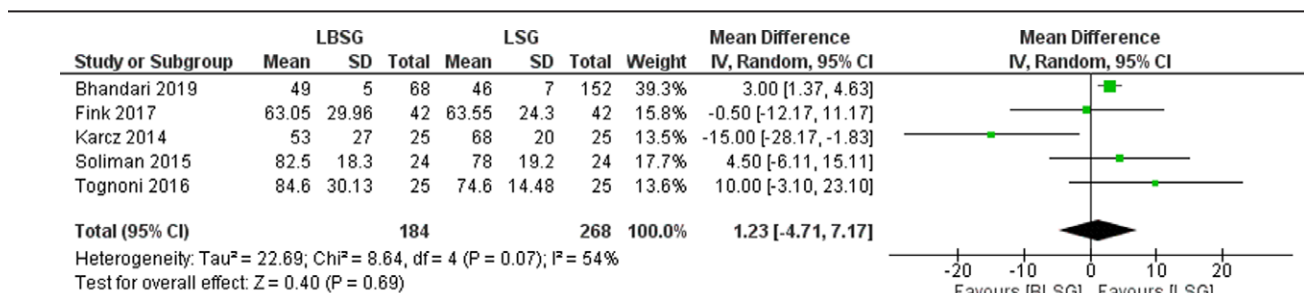 LBSG LSG Mean Difference Mean Difference
Study or Subgroup Mean SD Total Mean SD Total Weight IV, Random, 95% CI IV, Random, 95% CI
Bhandari 2019 49 5 68 46 7 152 39.3% 3.00 [1.37, 4.63]
Fink 2017 63.05 29.96 42 63.55 24.3 42 15.8% -0.50 [-12.17, 11.17]
Karcz 2014 53 27 25 68 20 25 13.5% -15.00 [-28.17, -1.83]
Soliman 2015 82.5 18.3 24 78 19.2 24 17.7% 4.50 [-6.11, 15.11]
Tognoni 2016 84.6 30.13 25 74.6 14.48 25 13.6% 10.00 [-3.10, 23.10]
Total (95% CI) 184 268 100.0% 1.23 [-4.71, 7.17]
Heterogeneity: Tau² = 22.69; Chi² = 8.64, df = 4 (P = 0.07); I² = 54%
Test for overall effect: Z = 0.40 (P = 0.69)
-20 -10 0 10 20
Favours [BLSG] Favours [LSG]